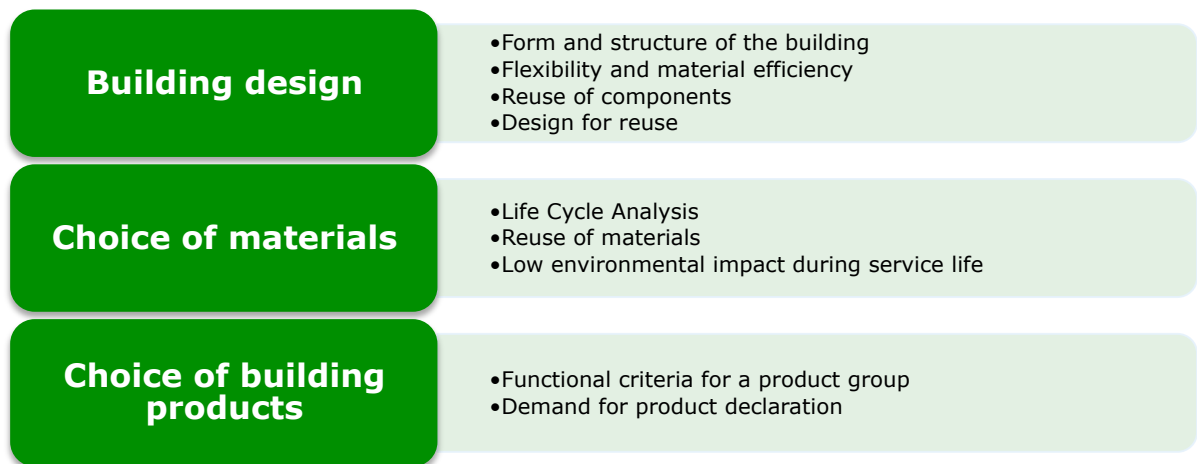 Building design
•Form and structure of the building
•Flexibility and material efficiency
•Reuse of components
•Design for reuse
Choice of materials
•Life Cycle Analysis
•Reuse of materials
•Low environmental impact during service life
Choice of building
products
•Functional criteria for a product group
•Demand for product declaration